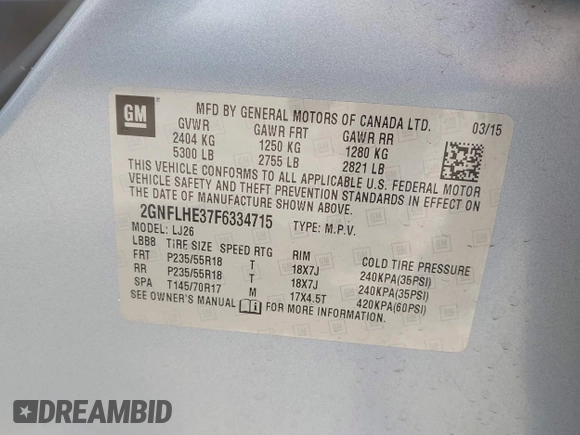 GM
MFD BY GENERAL MOTORS OF CANADA LTD. 03/15
GVWR GAWR FRT GAWR RR
2404 KG 1250 KG 1280 KG
5300 LB 2755 LB 2821 LB
THIS VEHICLE CONFORMS TO ALL APPLICABLE U.S. FEDERAL MOTOR
VEHICLE SAFETY AND THEFT PREVENTION STANDARDS IN EFFECT ON
THE DATE OF MANUFACTURE SHOWN ABOVE.
2GNFLHE37F6334715 TYPE: M.P.V.
MODEL: LJ26
LBB8 TIRE SIZE SPEED RTG RIM COLD TIRE PRESSURE
FRT P235/55R18 T 18X7J 240KPA(35PSI)
RR P235/55R18 T 18X7J 240KPA(35PSI)
SPA T145/70R17 M 17X4.5T 420KPA(60PSI)
SEE OWNER'S MANUAL FOR MORE INFORMATION.
DREAMBID